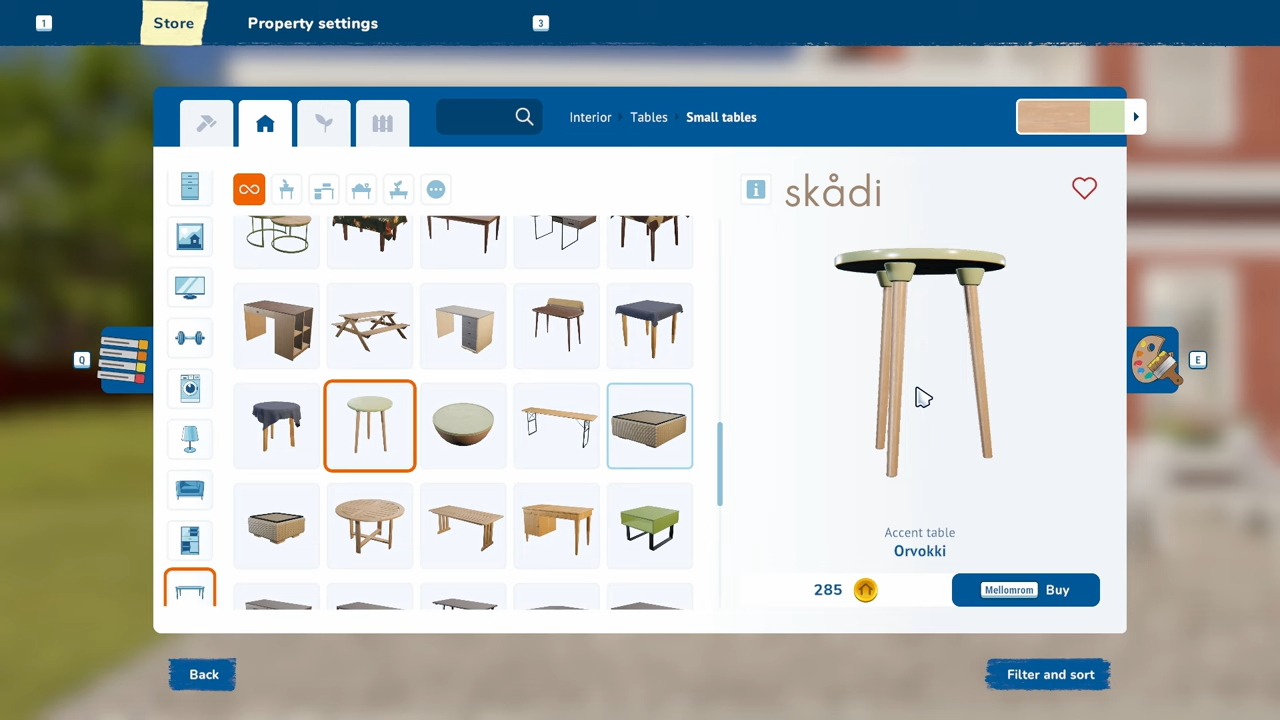 1
Store
Property settings
3
Interior
Tables
Small tables
skådi
Q
E
Accent table
Orvokki
285
Mellomrom
Buy
Back
Filter and sort